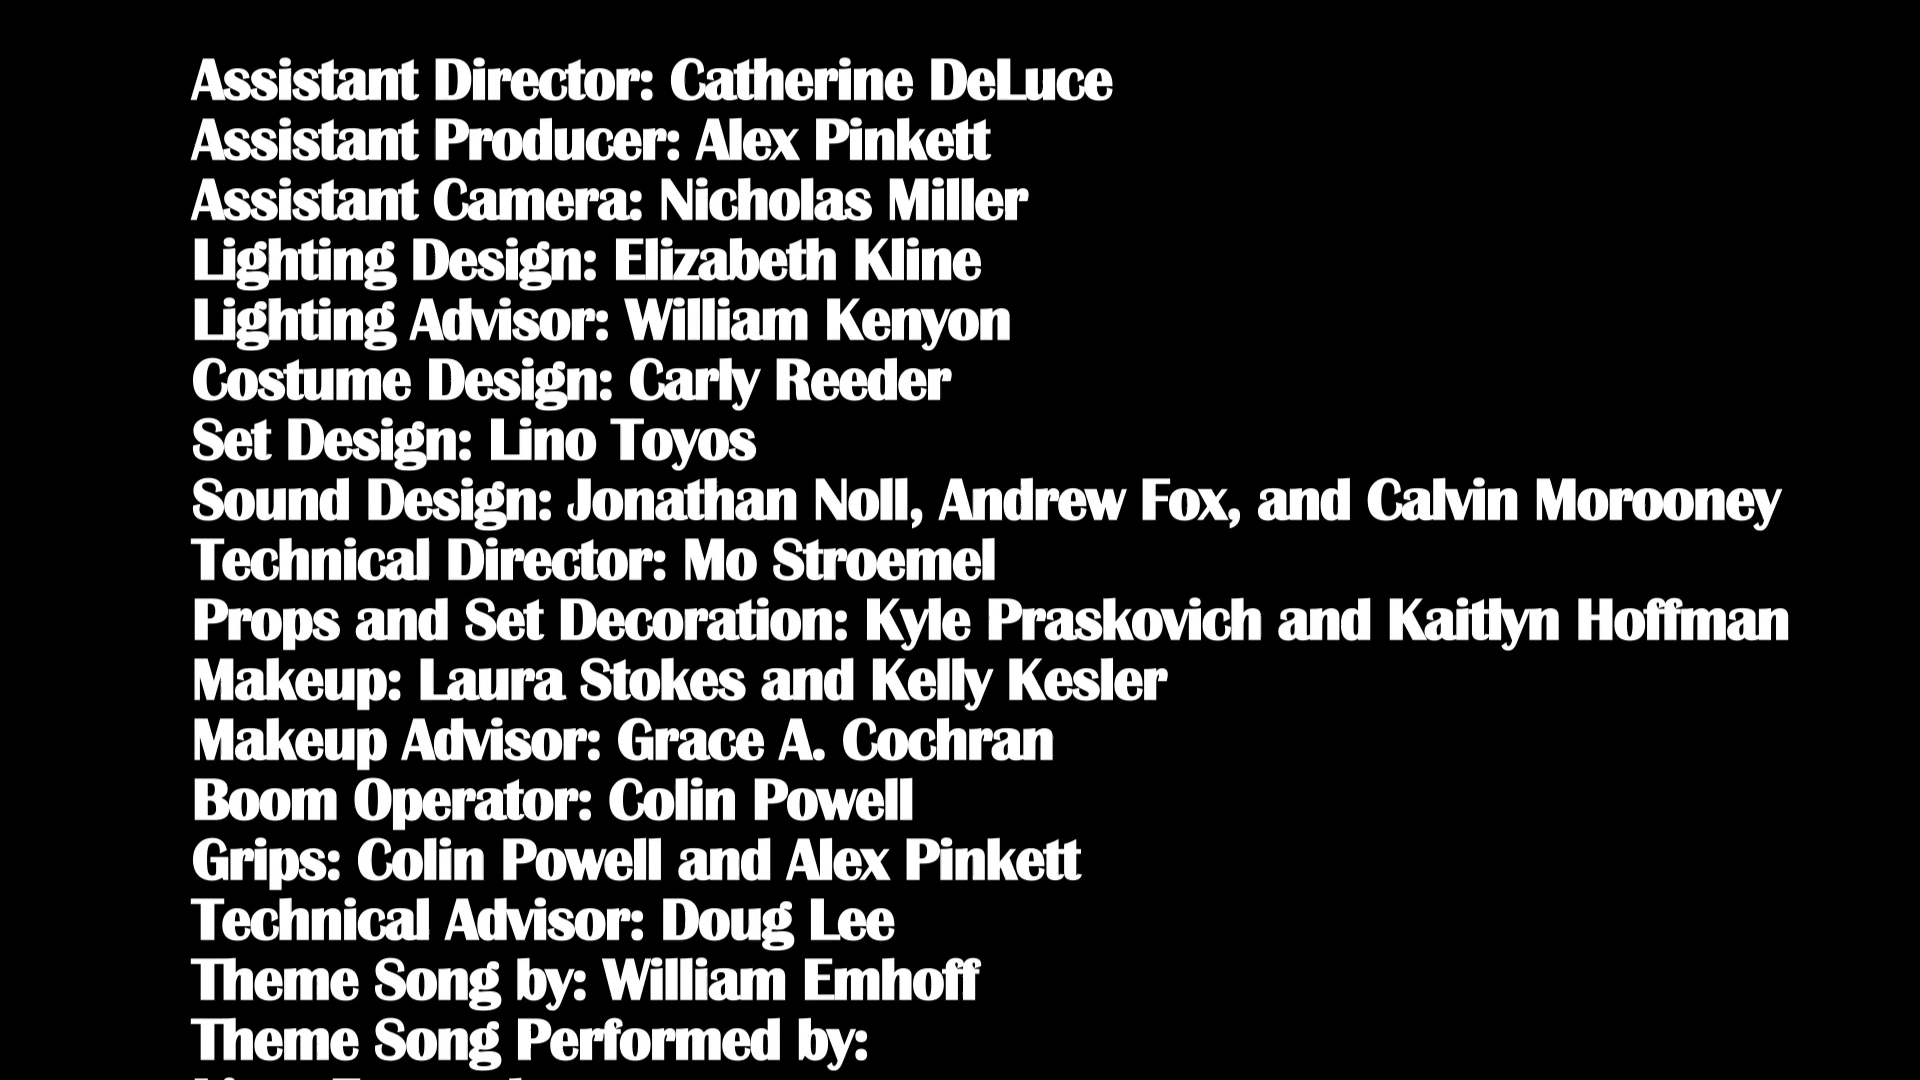 Assistant Director: Catherine DeLuce
Assistant Producer: Alex Pinkett
Assistant Camera: Nicholas Miller
Lighting Design: Elizabeth Kline
Lighting Advisor: William Kenyon
Costume Design: Carly Reeder
Set Design: Lino Toyos
Sound Design: Jonathan Noll, Andrew Fox, and Calvin Morooney
Technical Director: Mo Stroemel
Props and Set Decoration: Kyle Praskovich and Kaitlyn Hoffman
Makeup: Laura Stokes and Kelly Kesler
Makeup Advisor: Grace A. Cochran
Boom Operator: Colin Powell
Grips: Colin Powell and Alex Pinkett
Technical Advisor: Doug Lee
Theme Song by: William Emhoff
Theme Song Performed by: